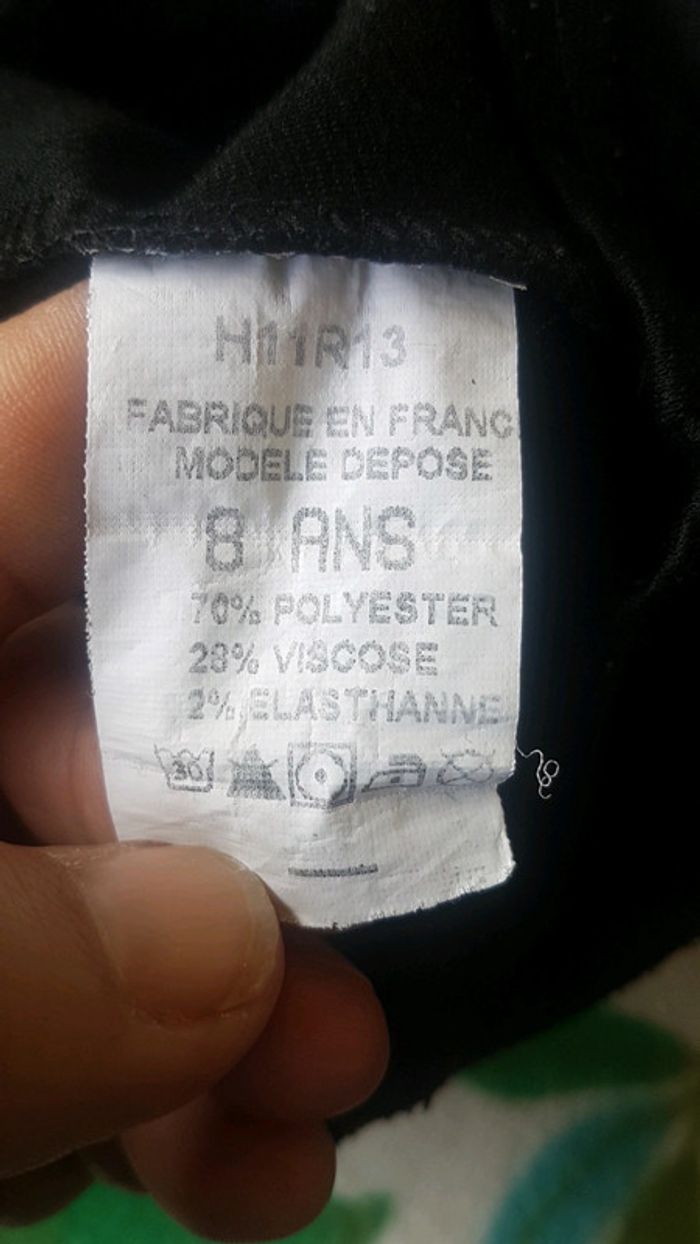 H11R13
FABRIQUE EN FRANC
MODELE DEPOSE
8 ANS
70% POLYESTER
28% VISCOSE
2% ELASTHANNE
30